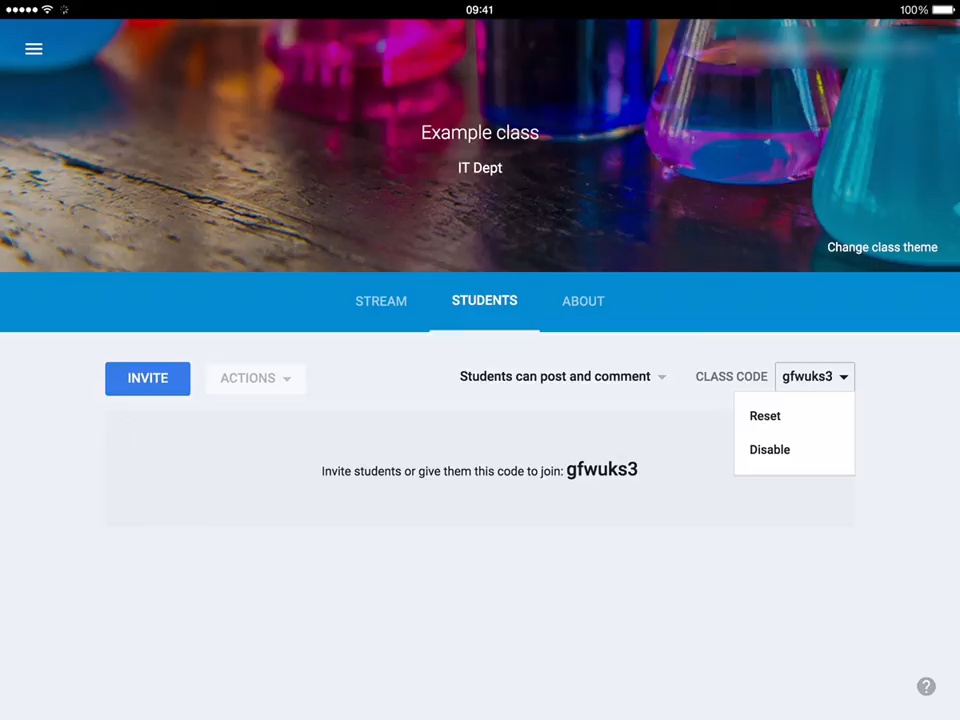 09:41
100%
Example class
IT Dept
Change class theme
STREAM STUDENTS ABOUT
INVITE ACTIONS Students can post and comment CLASS CODE gfwuks3
Reset
Disable
Invite students or give them this code to join: gfwuks3
?